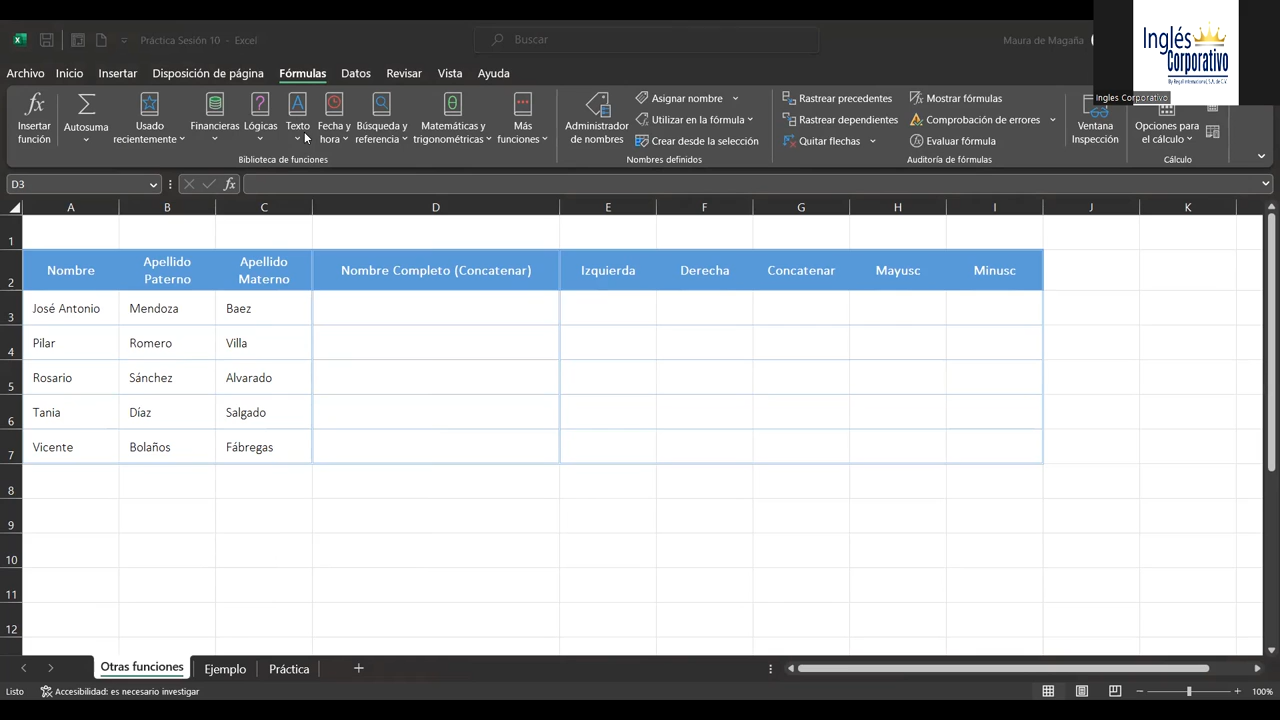 Práctica Sesión 10 - Excel
Buscar
Maura de Magaña
Inglés
Corporativo
By Regal International, S.A. de C.V.
Ingles Corporativo
Archivo Inicio Insertar Disposición de página Fórmulas Datos Revisar Vista Ayuda
Insertar función
Autosuma
Usado recientemente
Financieras
Lógicas
Texto
Fecha y hora
Búsqueda y referencia
Matemáticas y trigonométricas
Más funciones
Biblioteca de funciones
Administrador de nombres
Asignar nombre
Utilizar en la fórmula
Crear desde la selección
Nombres definidos
Rastrear precedentes
Rastrear dependientes
Quitar flechas
Mostrar fórmulas
Comprobación de errores
Evaluar fórmula
Auditoría de fórmulas
Ventana Inspección
Opciones para el cálculo
Cálculo
D3
fx
A B C D E F G H I J K
1
2 Nombre Apellido Paterno Apellido Materno Nombre Completo (Concatenar) Izquierda Derecha Concatenar Mayusc Minusc
3 José Antonio Mendoza Baez
4 Pilar Romero Villa
5 Rosario Sánchez Alvarado
6 Tania Díaz Salgado
7 Vicente Bolaños Fábregas
8
9
10
11
12
Otras funciones Ejemplo Práctica
Listo Accesibilidad: es necesario investigar 100%